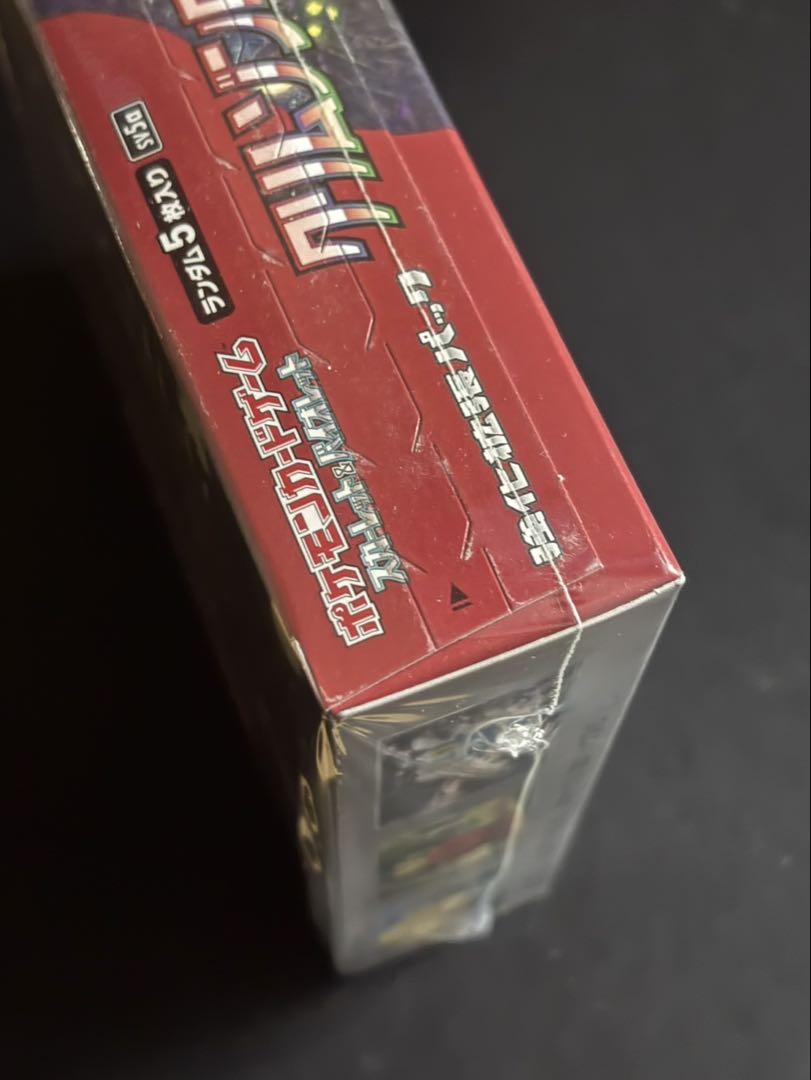 SV5a
ランダム5枚入り
ポケモンカードゲーム
スカーレット&バイオレット
強化拡張パック